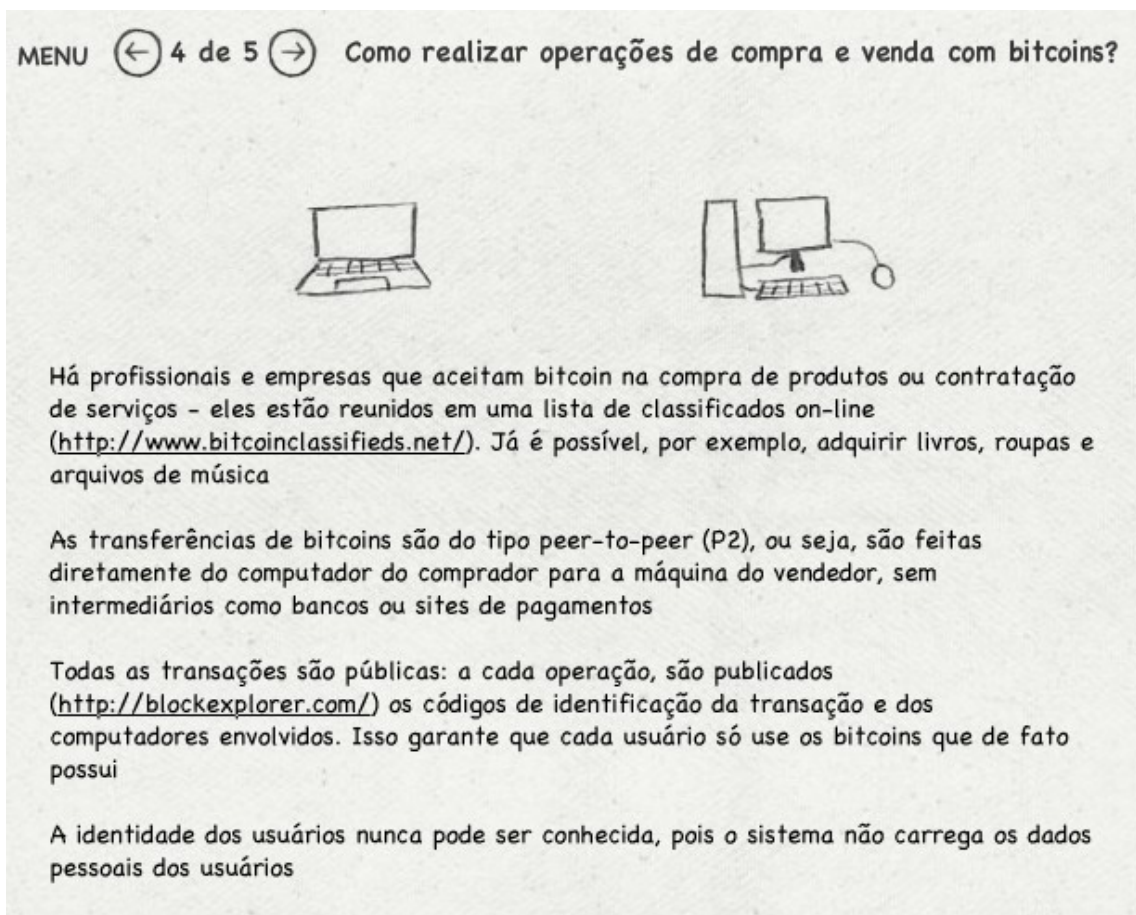 MENU ← 4 de 5 → Como realizar operações de compra e venda com bitcoins?
Há profissionais e empresas que aceitam bitcoin na compra de produtos ou contratação
de serviços - eles estão reunidos em uma lista de classificados on-line
(http://www.bitcoinclassifieds.net/). Já é possível, por exemplo, adquirir livros, roupas e
arquivos de música
As transferências de bitcoins são do tipo peer-to-peer (P2), ou seja, são feitas
diretamente do computador do comprador para a máquina do vendedor, sem
intermediários como bancos ou sites de pagamentos
Todas as transações são públicas: a cada operação, são publicados
(http://blockexplorer.com/) os códigos de identificação da transação e dos
computadores envolvidos. Isso garante que cada usuário só use os bitcoins que de fato
possui
A identidade dos usuários nunca pode ser conhecida, pois o sistema não carrega os dados
pessoais dos usuários